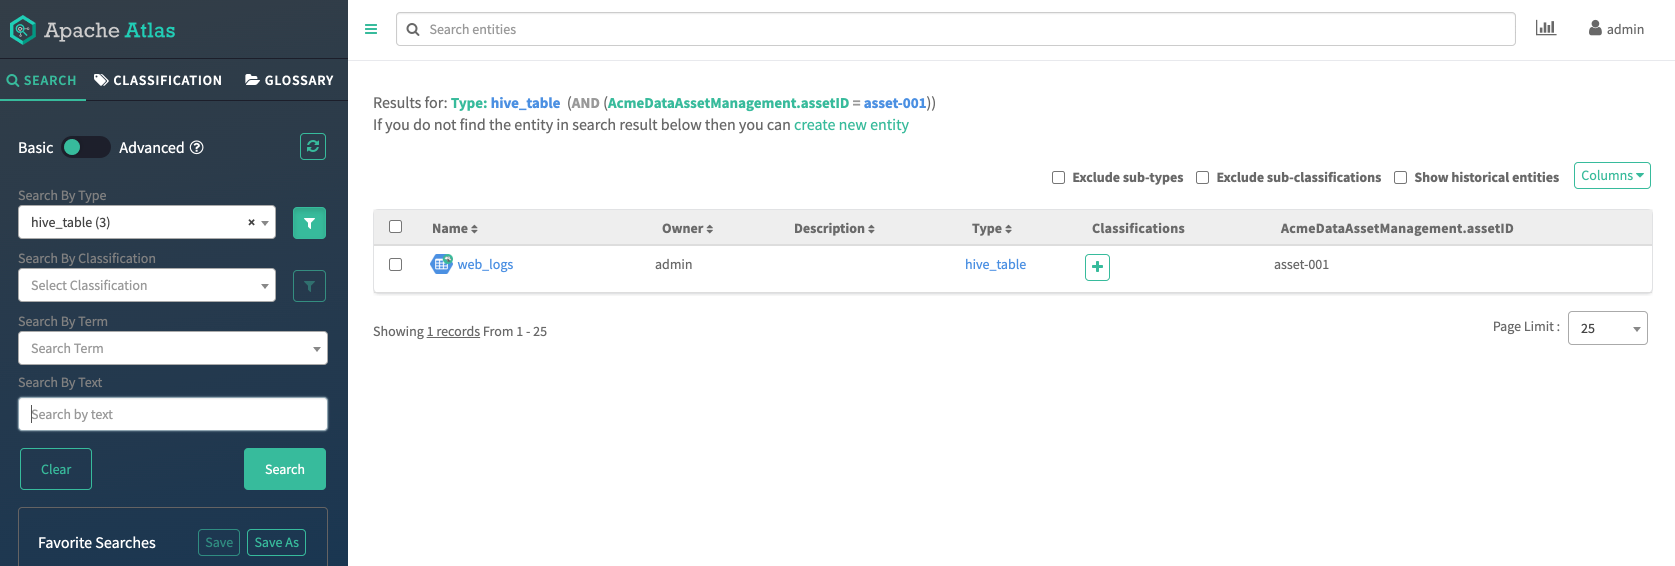 Apache Atlas
SEARCH CLASSIFICATION GLOSSARY
Basic Advanced
Search By Type
hive_table (3) ×
Search By Classification
Select Classification
Search By Term
Search Term
Search By Text
Search by text
Clear Search
Favorite Searches Save Save As
Search entities
admin
Results for: Type: hive_table (AND (AcmeDataAssetManagement.assetID = asset-001))
If you do not find the entity in search result below then you can create new entity
Exclude sub-types Exclude sub-classifications Show historical entities Columns
Name Owner Description Type Classifications AcmeDataAssetManagement.assetID
web_logs admin hive_table + asset-001
Showing 1 records From 1 - 25
Page Limit : 25